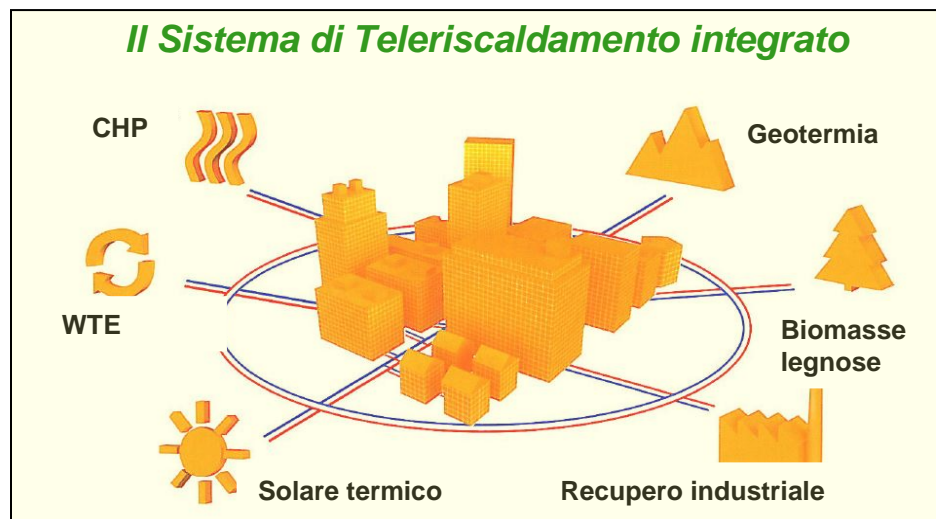 Il Sistema di Teleriscaldamento integrato
CHP
Geotermia
WTE
Biomasse
legnose
Solare termico
Recupero industriale